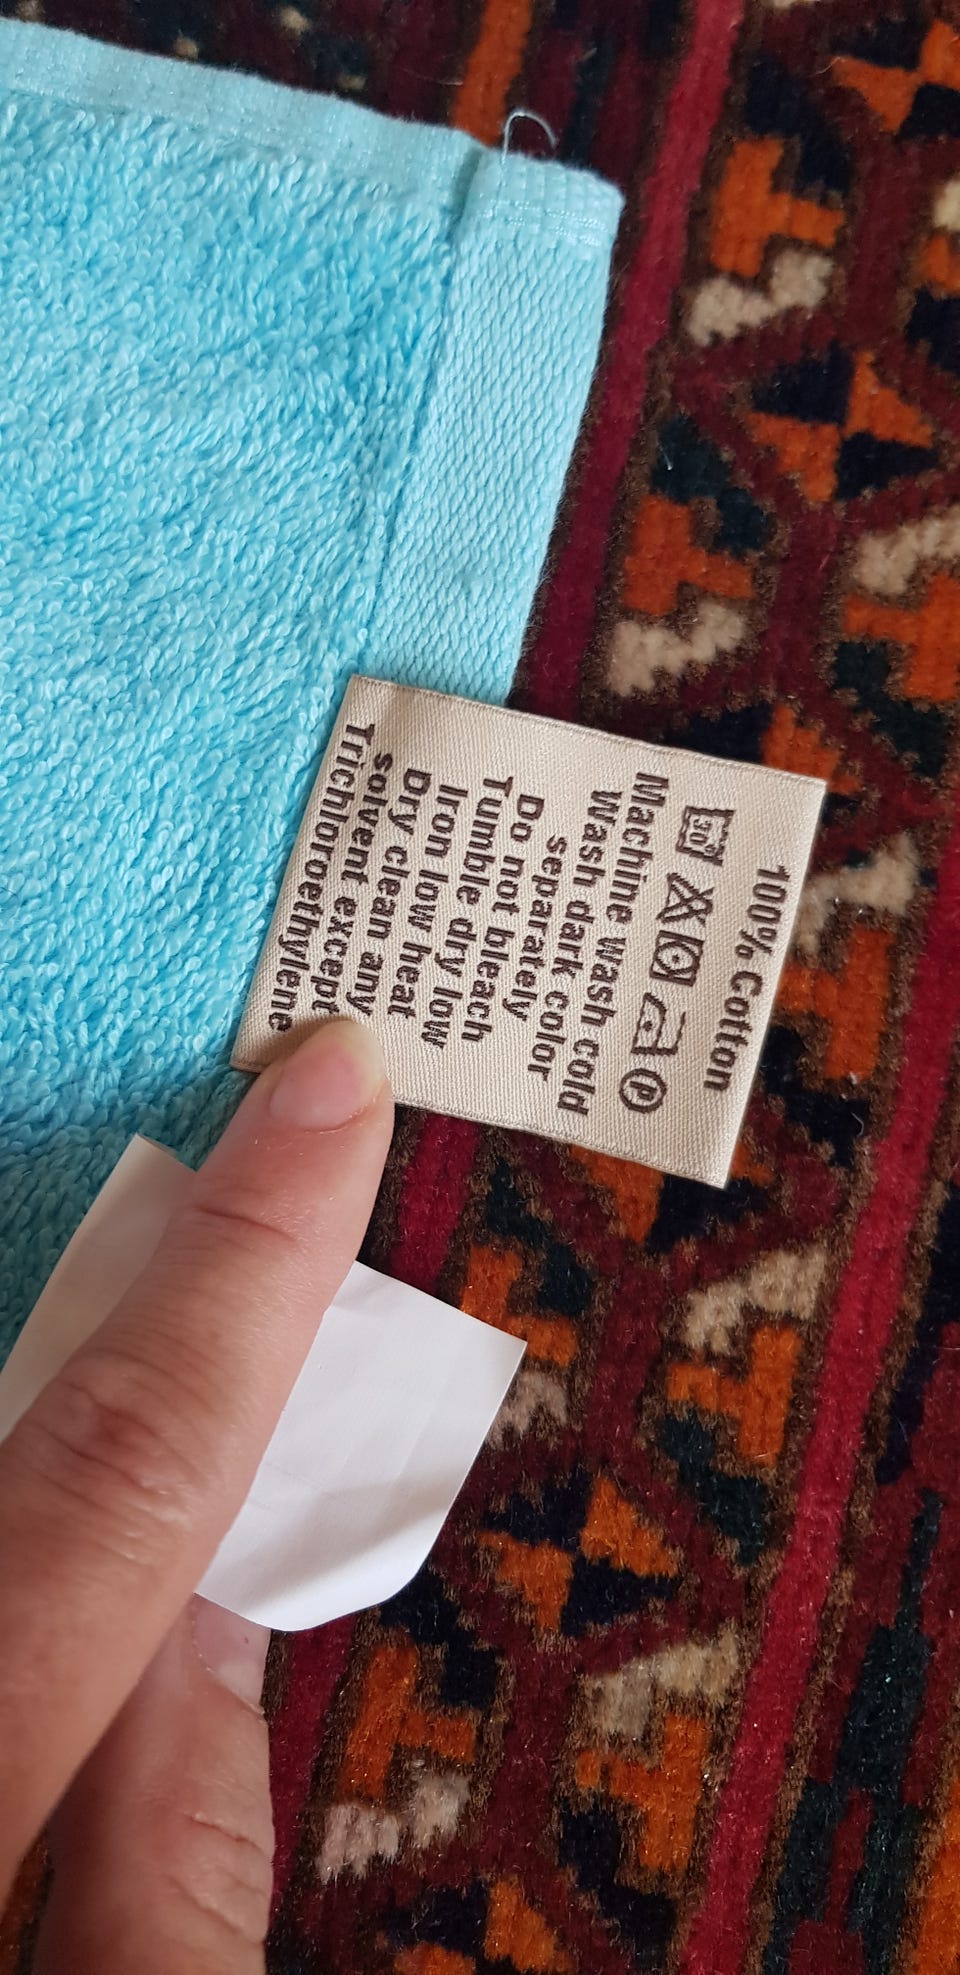 100% Cotton
30 P
Machine wash cold
Wash dark color
separately
Do not bleach
Tumble dry low
Iron low heat
Dry clean any
solvent except
Trichloroethylene